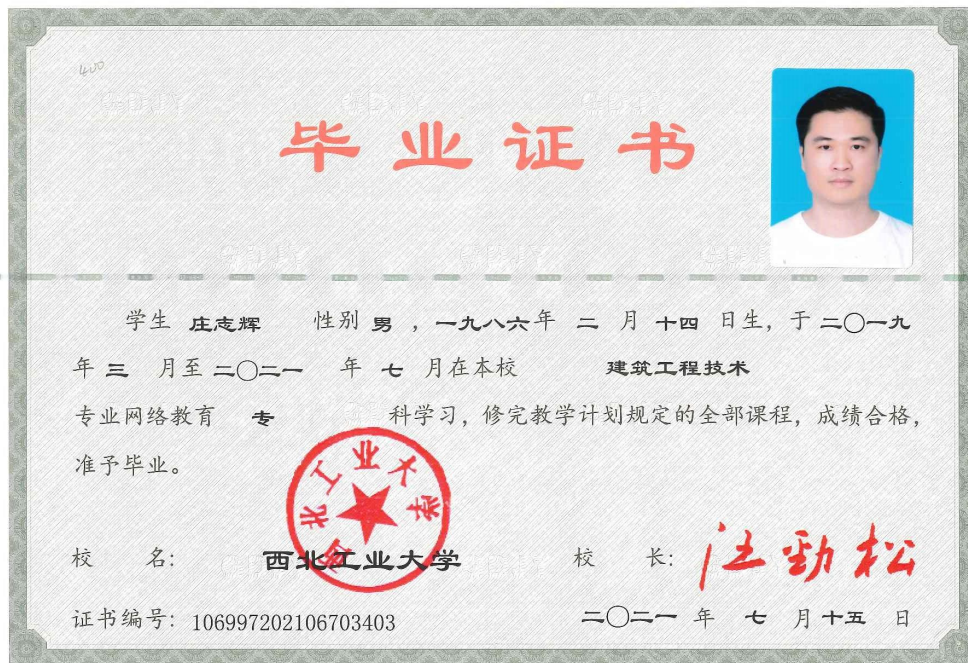 400
毕业证书
学生 庄志辉 性别 男 ，一九八六年 二 月 十四 日生，于 二〇一九
年 三 月至 二〇二一 年 七 月在本校 建筑工程技术
专业网络教育 专 科学习，修完教学计划规定的全部课程，成绩合格，
准予毕业。
西北工业大学
校 名： 西北工业大学 校 长： 汪劲松
证书编号：106997202106703403 二〇二一 年 七 月 十五 日